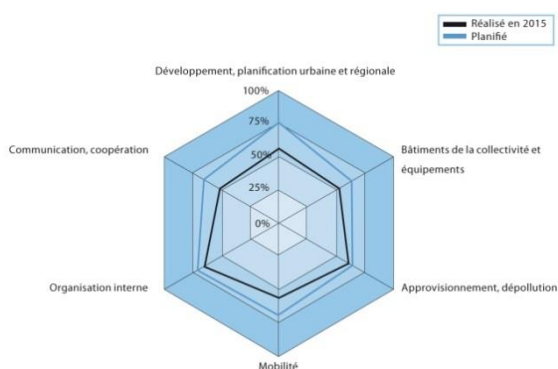 Réalisé en 2015
Planifié
Développement, planification urbaine et régionale
100%
75%
50%
25%
0%
Communication, coopération
Bâtiments de la collectivité et
équipements
Organisation interne
Approvisionnement, dépollution
Mobilité